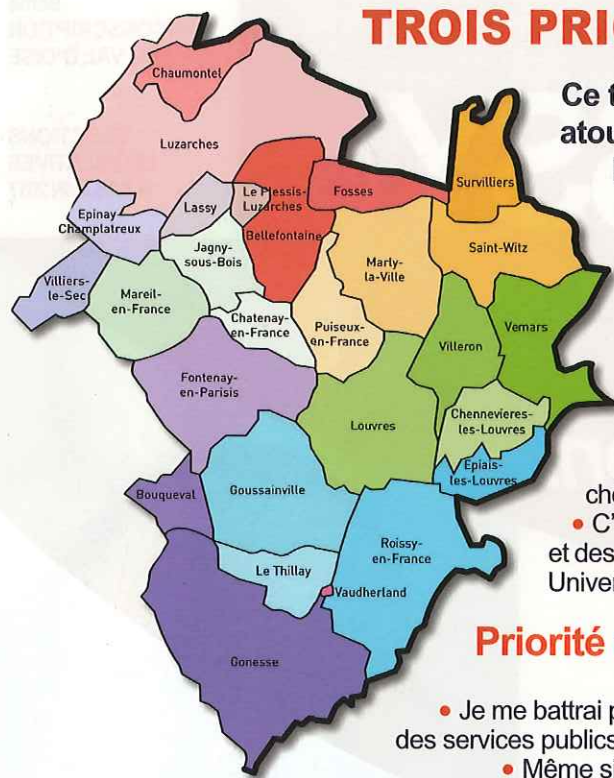 TROIS PRIO
Ce t
atou
Chaumontel
Luzarches
Le Plessis-
Luzarches
Fosses
Survilliers
Lassy
Epinay
Champlatreux
Bellefontaine
Saint-Witz
Jagny-
sous-Bois
Marly-
la-Ville
Villiers-
le-Sec
Mareil-
en-France
Chatenay-
en-France
Puiseux-
en-France
Villeron
Vemars
Fontenay-
en-Parisis
Louvres
Chennevieres-
les-Louvres
Epiais-
les-Louvres
Bouqueval
Goussainville
che
• C'
Roissy-
en-France
et des
Le Thillay
Vaudherland
Univer
Priorité
Gonesse
• Je me battrai p
des services publics
• Même s